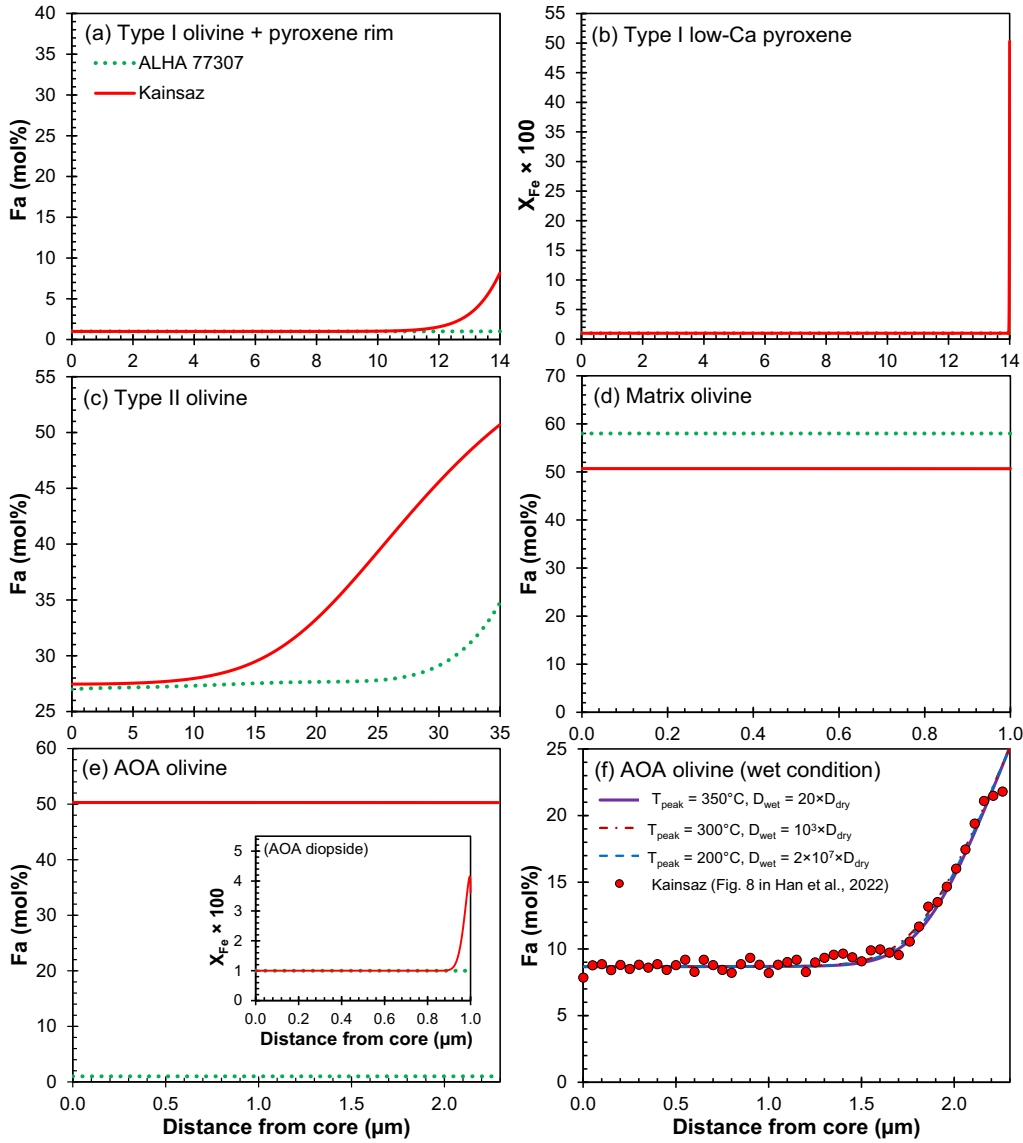 (a) Type I olivine + pyroxene rim
ALHA 77307
Kainsaz
Fa (mol%)
40
35
30
25
20
15
10
5
0
0 2 4 6 8 10 12 14
(b) Type I low-Ca pyroxene
X_Fe × 100
55
50
45
40
35
30
25
20
15
10
5
0
0 2 4 6 8 10 12 14
(c) Type II olivine
Fa (mol%)
55
50
45
40
35
30
25
0 5 10 15 20 25 30 35
(d) Matrix olivine
Fa (mol%)
70
60
50
40
30
20
10
0
0.0 0.2 0.4 0.6 0.8 1.0
(e) AOA olivine
Fa (mol%)
60
50
40
30
20
10
0
0.0 0.5 1.0 1.5 2.0
Distance from core (µm)
(AOA diopside)
X_Fe × 100
5
4
3
2
1
0
0.0 0.2 0.4 0.6 0.8 1.0
Distance from core (µm)
(f) AOA olivine (wet condition)
T_peak = 350°C, D_wet = 20×D_dry
T_peak = 300°C, D_wet = 10³×D_dry
T_peak = 200°C, D_wet = 2×10⁷×D_dry
Kainsaz (Fig. 8 in Han et al., 2022)
Fa (mol%)
25
20
15
10
5
0
0.0 0.5 1.0 1.5 2.0
Distance from core (µm)